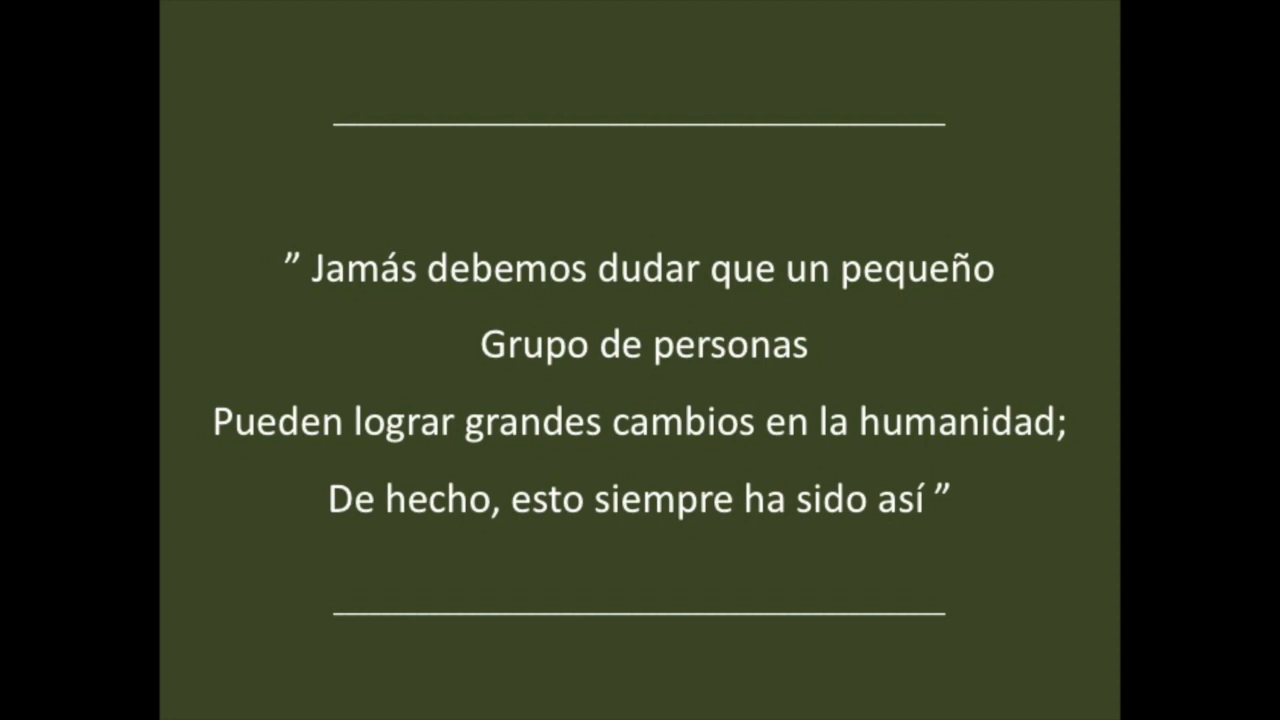 ” Jamás debemos dudar que un pequeño
Grupo de personas
Pueden lograr grandes cambios en la humanidad;
De hecho, esto siempre ha sido así ”